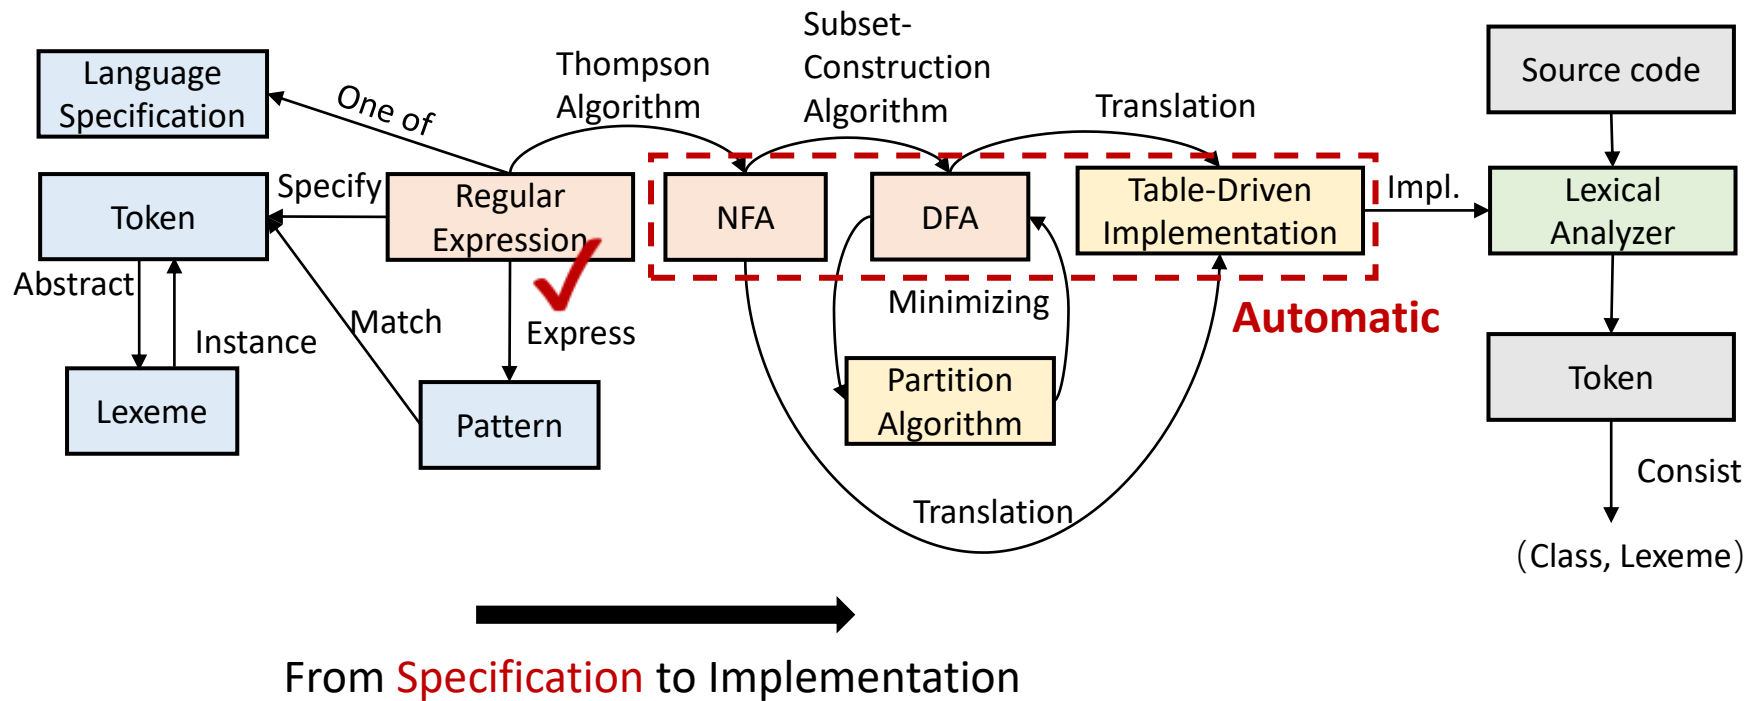 Language
Specification
One of
Thompson
Algorithm
Subset-
Construction
Algorithm
Translation
Source code
Token
Specify
Regular
Expression
NFA
DFA
Table-Driven
Implementation
Impl.
Lexical
Analyzer
Abstract
Instance
Match
Express
Minimizing
Automatic
Lexeme
Pattern
Partition
Algorithm
Token
Translation
Consist
（Class, Lexeme）
From Specification to Implementation